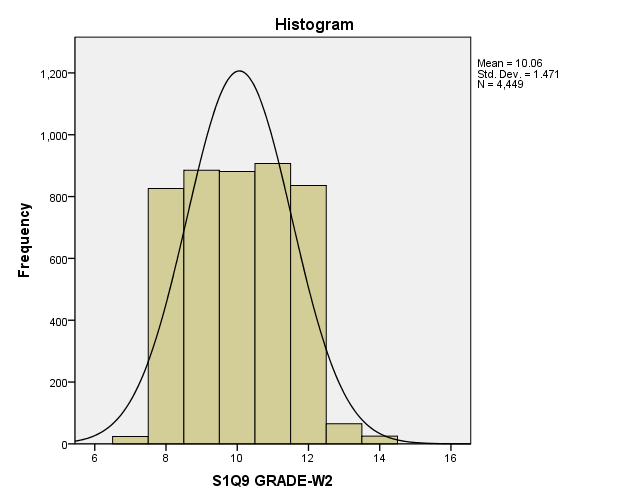 Histogram
Mean = 10.06
Std. Dev. = 1.471
N = 4,449
1,200
1,000
800
600
400
200
0
Frequency
6 8 10 12 14 16
S1Q9 GRADE-W2